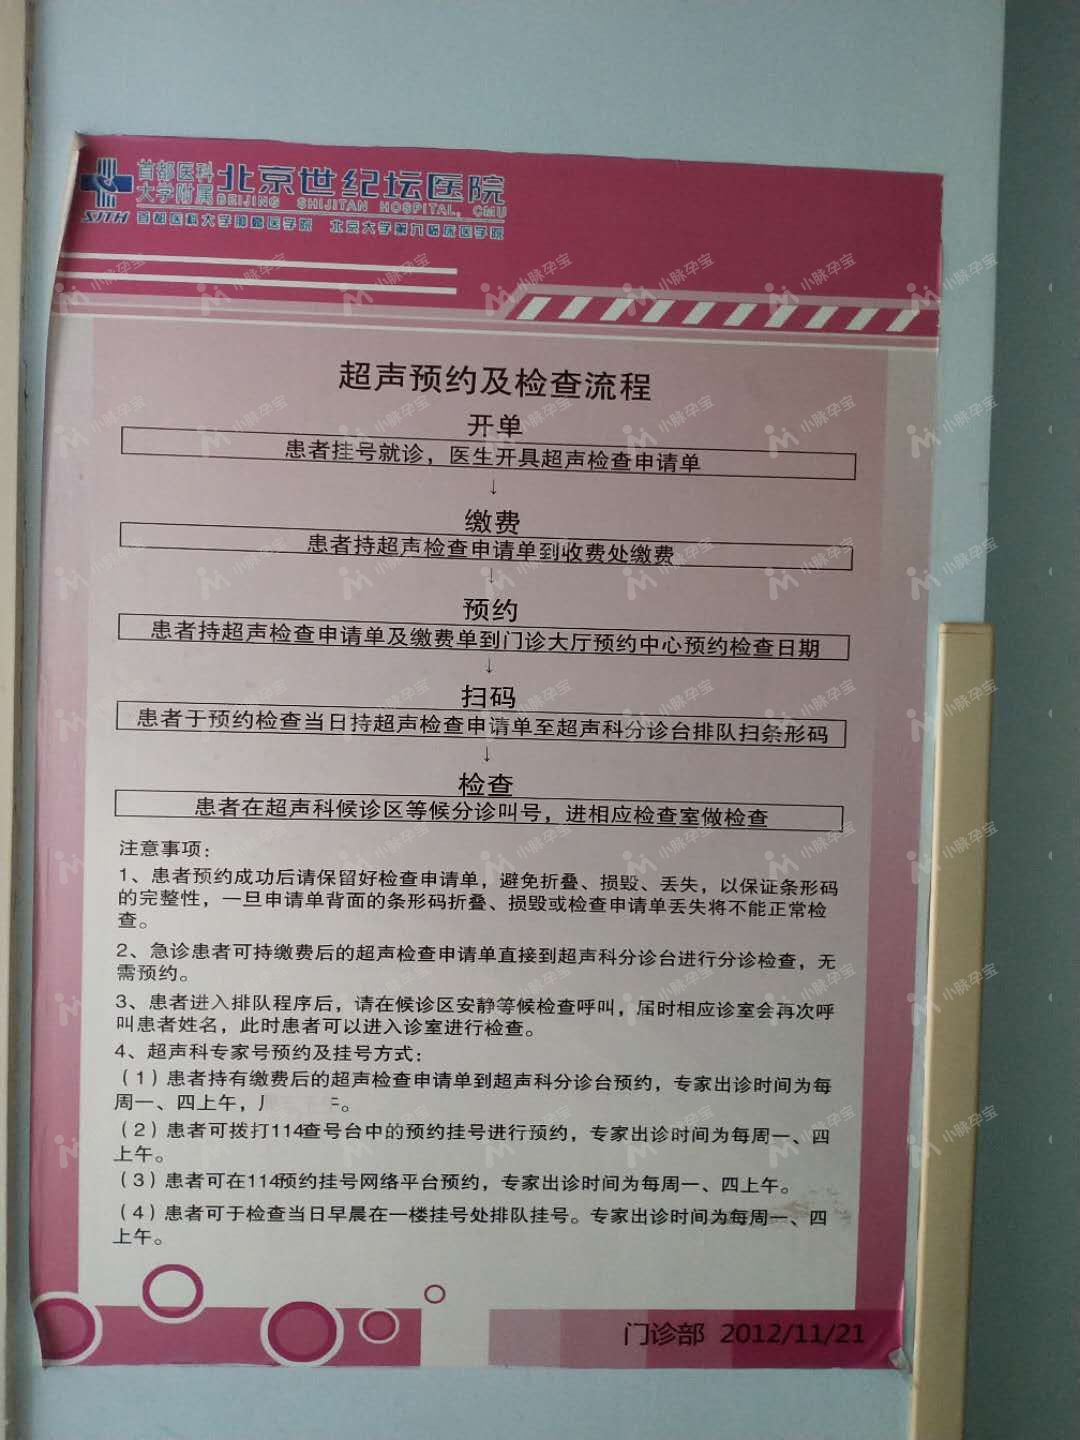 首都医科
大学附属
北京世纪坛医院
BEIJING SHIJITAN HOSPITAL, CMU
SJTH
首都医科大学肿瘤医学院 北京大学第九临床医学院
超声预约及检查流程
开单
患者挂号就诊，医生开具超声检查申请单
↓
缴费
患者持超声检查申请单到收费处缴费
↓
预约
患者持超声检查申请单及缴费单到门诊大厅预约中心预约检查日期
↓
扫码
患者于预约检查当日持超声检查申请单至超声科分诊台排队扫条形码
↓
检查
患者在超声科候诊区等候分诊叫号，进相应检查室做检查
注意事项：
1、患者预约成功后请保留好检查申请单，避免折叠、损毁、丢失，以保证条形码
的完整性，一旦申请单背面的条形码折叠、损毁或检查申请单丢失将不能正常检
查。
2、急诊患者可持缴费后的超声检查申请单直接到超声科分诊台进行分诊检查，无
需预约。
3、患者进入排队程序后，请在候诊区安静等候检查呼叫，届时相应诊室会再次呼
叫患者姓名，此时患者可以进入诊室进行检查。
4、超声科专家号预约及挂号方式：
（1）患者持有缴费后的超声检查申请单到超声科分诊台预约，专家出诊时间为每
周一、四上午，。
（2）患者可拨打114查号台中的预约挂号进行预约，专家出诊时间为每周一、四
上午。
（3）患者可在114预约挂号网络平台预约，专家出诊时间为每周一、四上午。
（4）患者可于检查当日早晨在一楼挂号处排队挂号。专家出诊时间为每周一、四
上午。
门诊部 2012/11/21
小脉孕宝